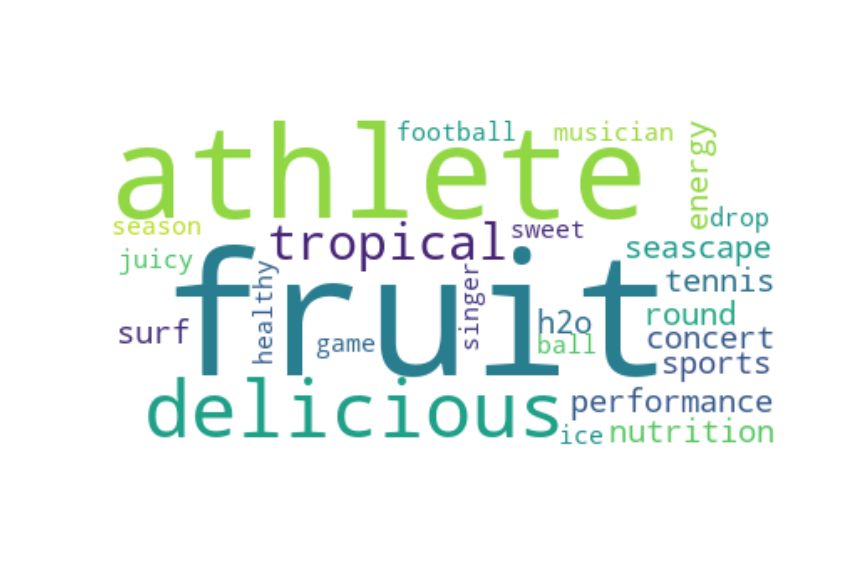 football
musician
athlete
energy
drop
season
sweet
tropical
seascape
juicy
tennis
fruit
healthy
singer
round
h2o
surf
game
ball
concert
sports
delicious
performance
ice
nutrition